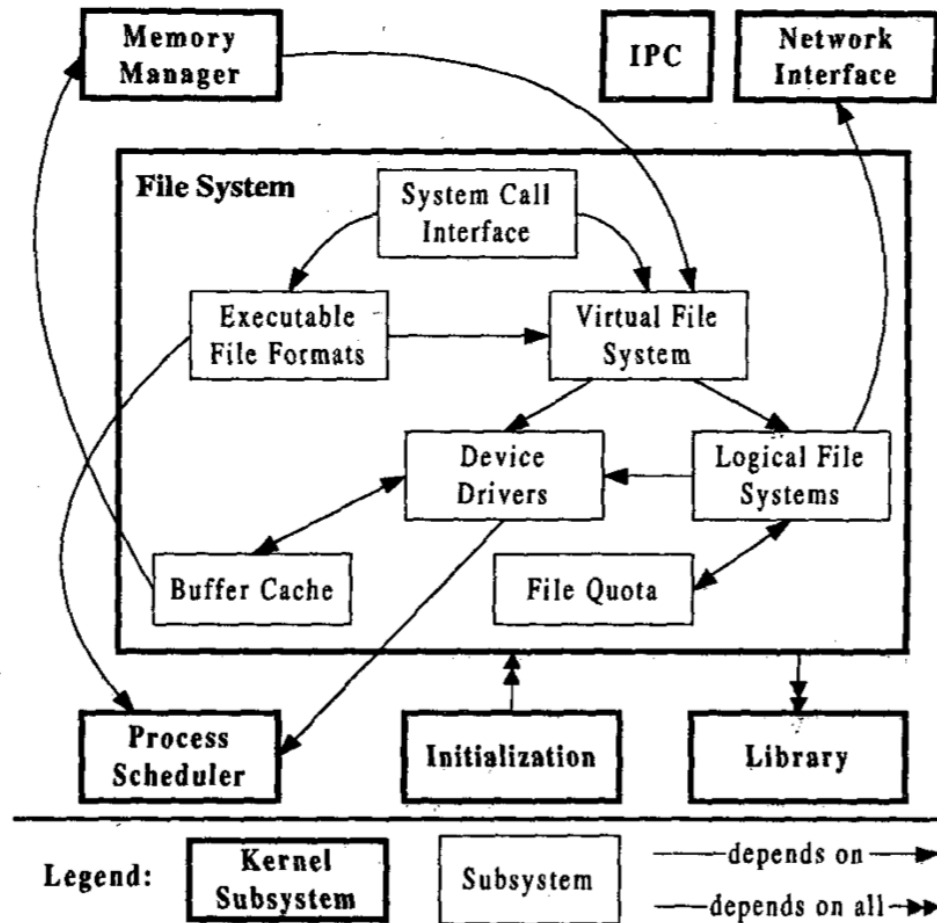 Memory
Manager
IPC
Network
Interface
File System
System Call
Interface
Executable
File Formats
Virtual File
System
Device
Drivers
Logical File
Systems
Buffer Cache
File Quota
Process
Scheduler
Initialization
Library
Legend:
Kernel
Subsystem
Subsystem
depends on
depends all